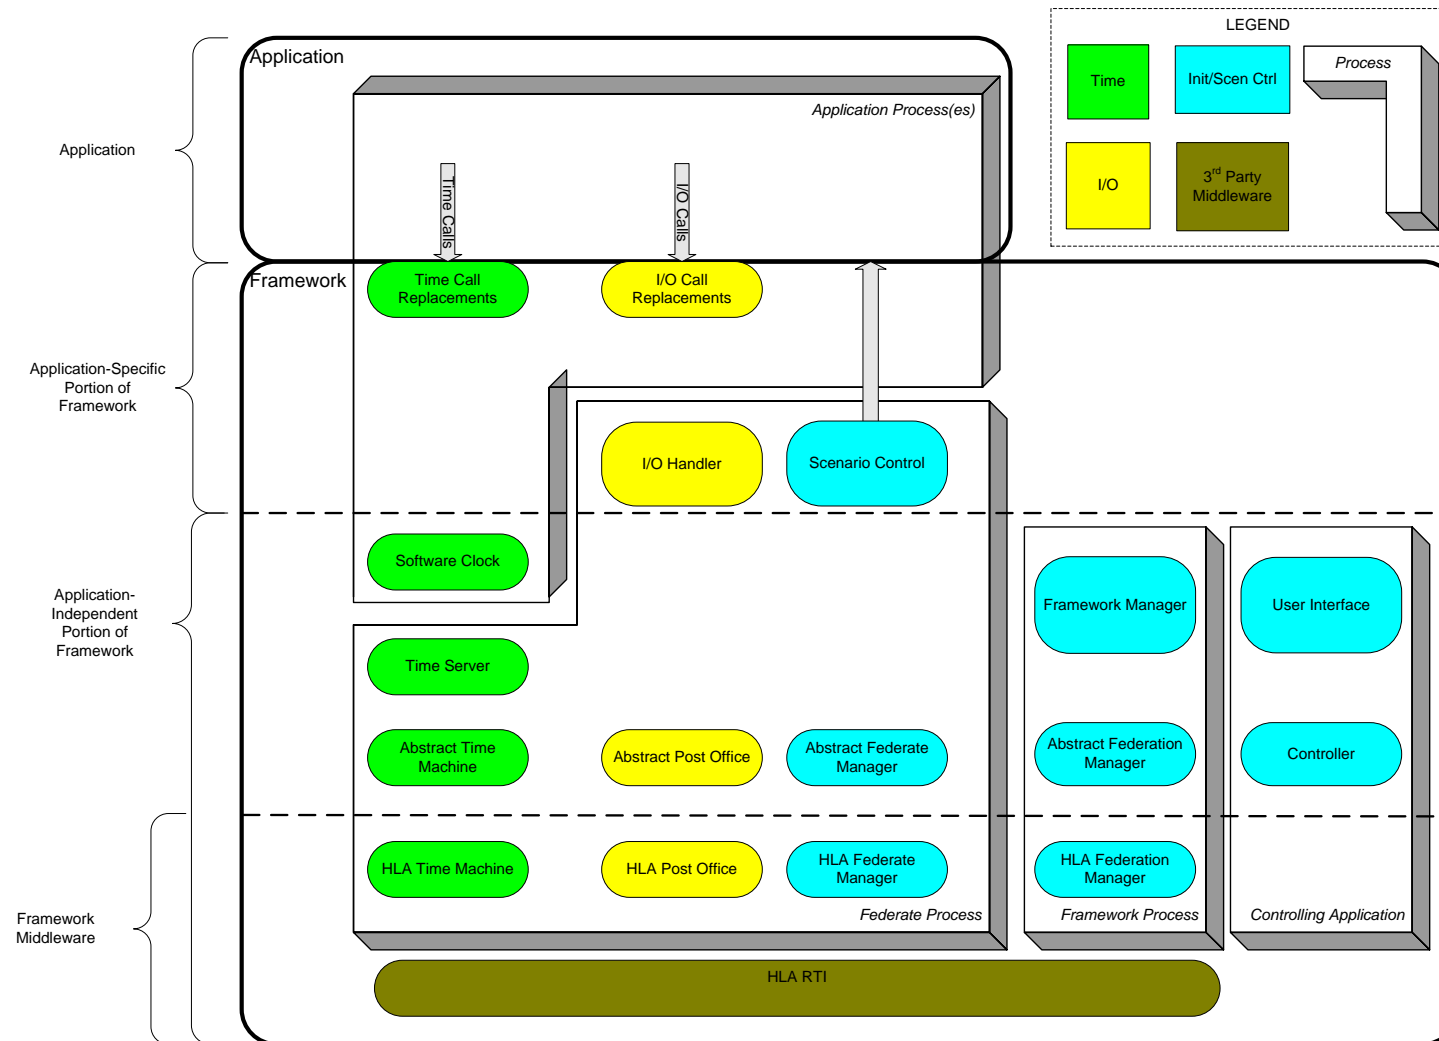 LEGEND
Time
Init/Scen Ctrl
Process
I/O
3rd Party
Middleware
Application
Application Process(es)
Application
Time Calls
I/O Calls
Framework
Time Call
Replacements
I/O Call
Replacements
Application-Specific
Portion of
Framework
I/O Handler
Scenario Control
Software Clock
Application-
Independent
Portion of
Framework
Framework Manager
User Interface
Time Server
Abstract Time
Machine
Abstract Post Office
Abstract Federate
Manager
Abstract Federation
Manager
Controller
HLA Time Machine
HLA Post Office
HLA Federate
Manager
HLA Federation
Manager
Framework
Middleware
Federate Process
Framework Process
Controlling Application
HLA RTI